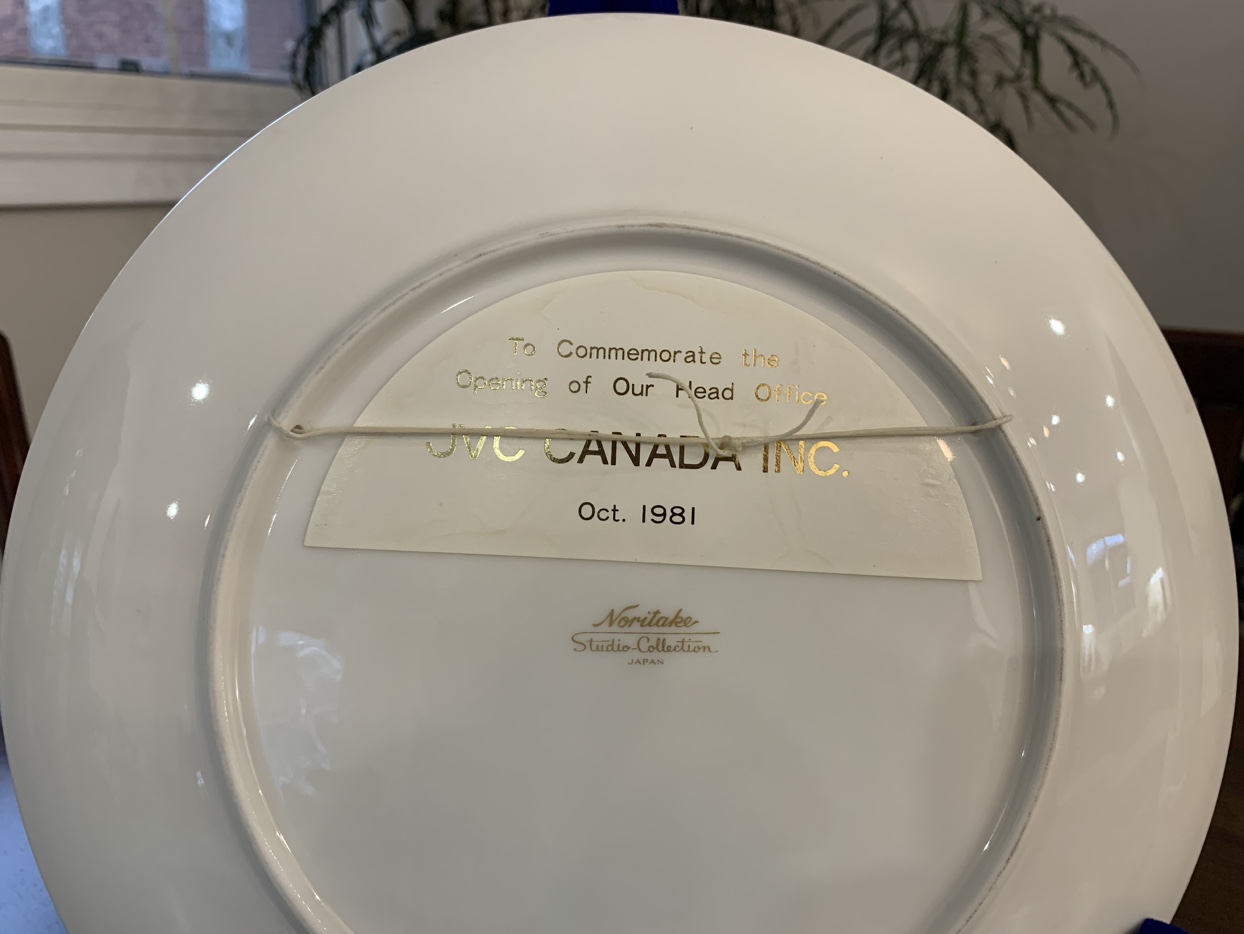 To Commemorate the
Opening of Our Head Office
JVC CANADA INC.
Oct. 1981
Noritake
Studio-Collection
JAPAN